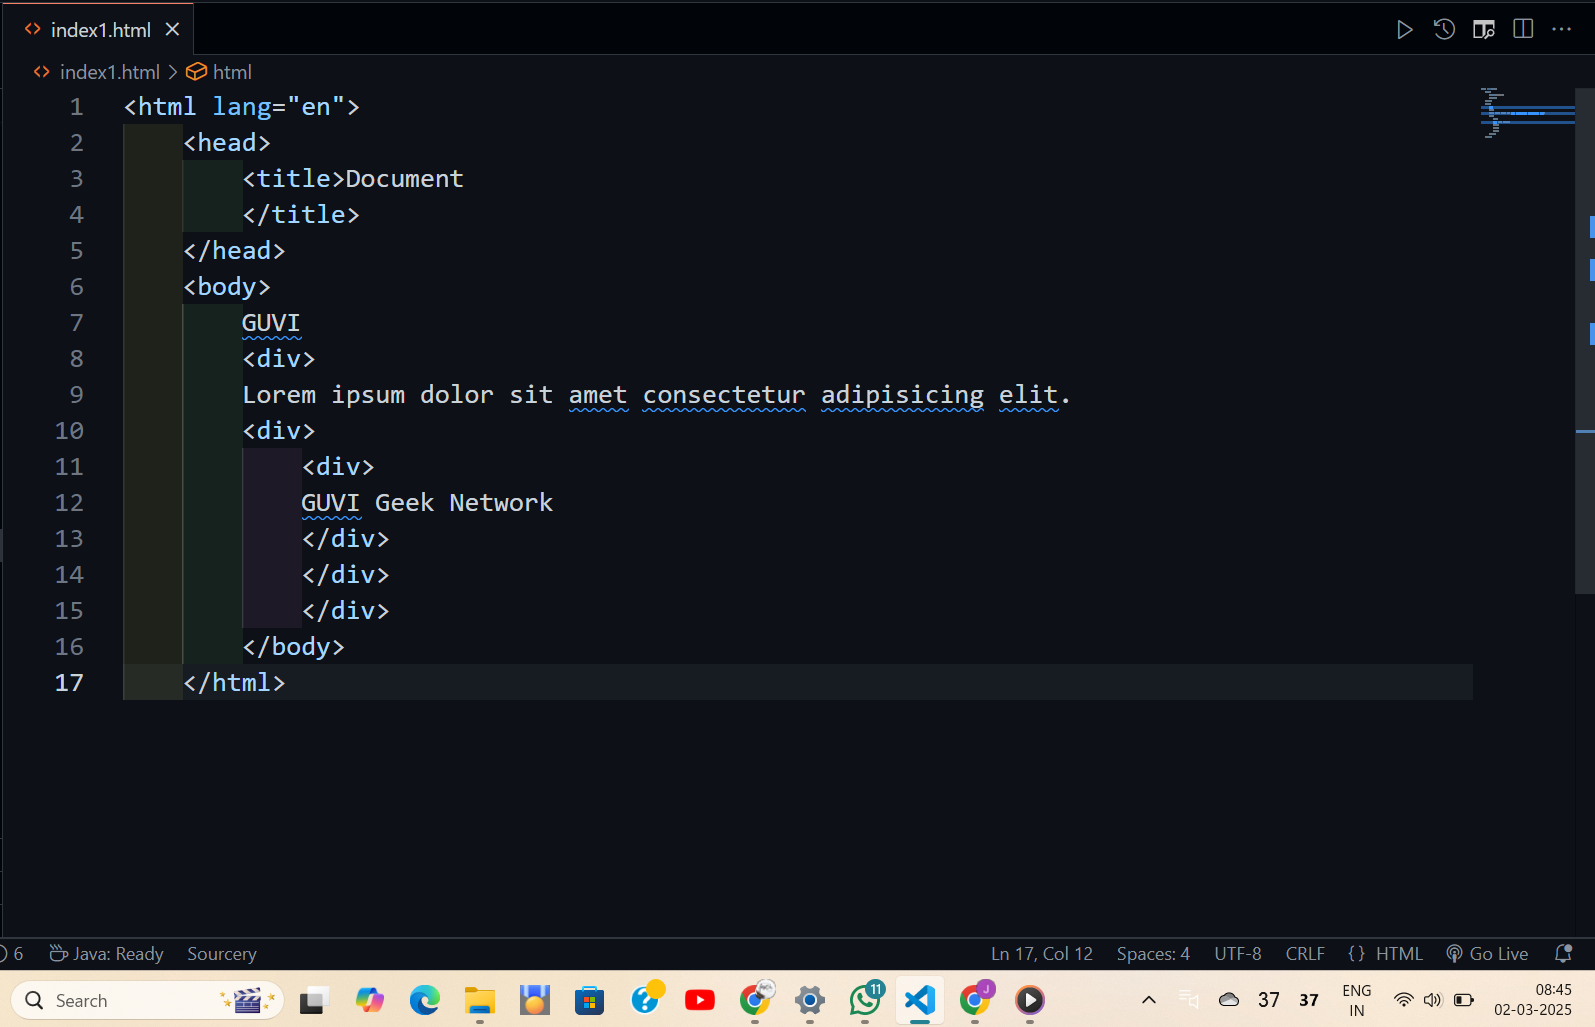 index1.html
index1.html > html
1 <html lang="en">
2 <head>
3 <title>Document
4 </title>
5 </head>
6 <body>
7 GUVI
8 <div>
9 Lorem ipsum dolor sit amet consectetur adipisicing elit.
10 <div>
11 <div>
12 GUVI Geek Network
13 </div>
14 </div>
15 </div>
16 </body>
17 </html>
6 Java: Ready Sourcery Ln 17, Col 12 Spaces: 4 UTF-8 CRLF {} HTML Go Live
Search 11 J 37 37 ENG IN 08:45
02-03-2025